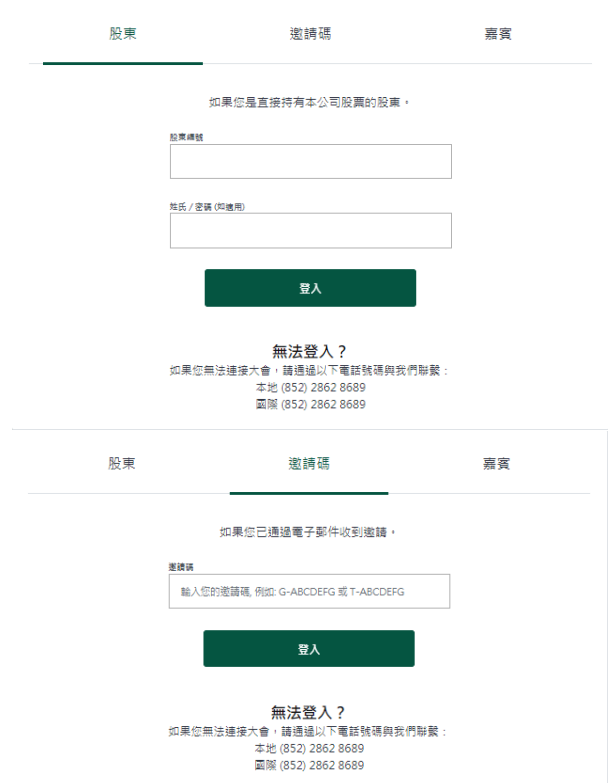 股東
邀請碼
嘉賓
如果您是直接持有本公司股票的股東。
股東編號
姓氏 / 密碼 (如適用)
登入
無法登入？
如果您無法連接大會，請通過以下電話號碼與我們聯繫：
本地 (852) 2862 8689
國際 (852) 2862 8689
股東
邀請碼
嘉賓
如果您已通過電子郵件收到邀請。
邀請碼
輸入您的邀請碼, 例如: G-ABCDEFG 或 T-ABCDEFG
登入
無法登入？
如果您無法連接大會，請通過以下電話號碼與我們聯繫：
本地 (852) 2862 8689
國際 (852) 2862 8689